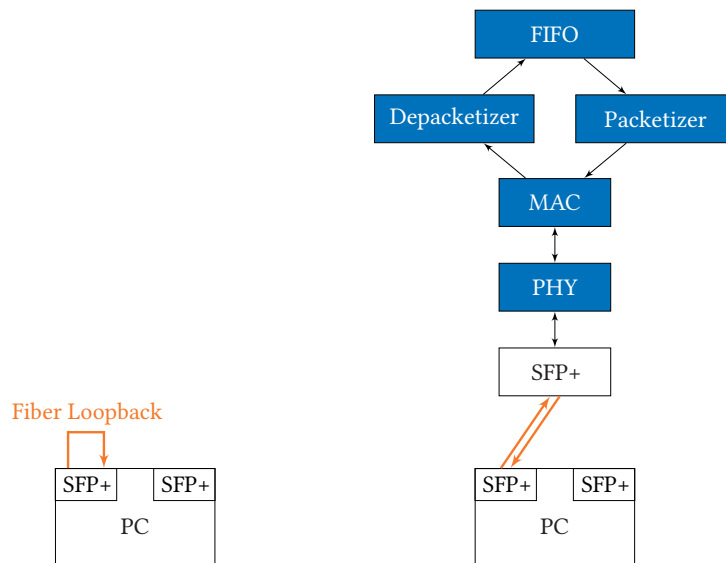 FIFO
Depacketizer
Packetizer
MAC
PHY
SFP+
Fiber Loopback
SFP+
SFP+
PC
SFP+
SFP+
PC